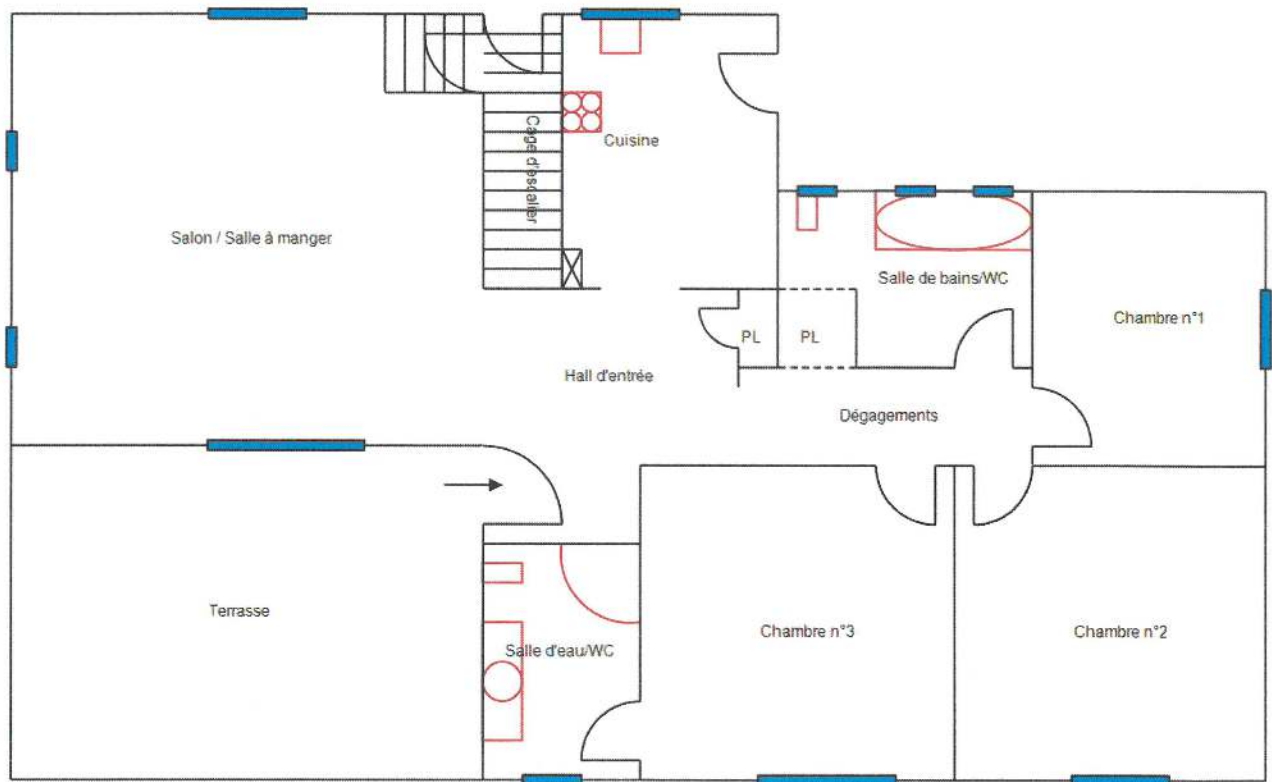 Cage d'escalier
Cuisine
Salon / Salle à manger
Salle de bains/WC
Chambre n°1
PL
PL
Hall d'entrée
Dégagements
Terrasse
Salle d'eau/WC
Chambre n°3
Chambre n°2